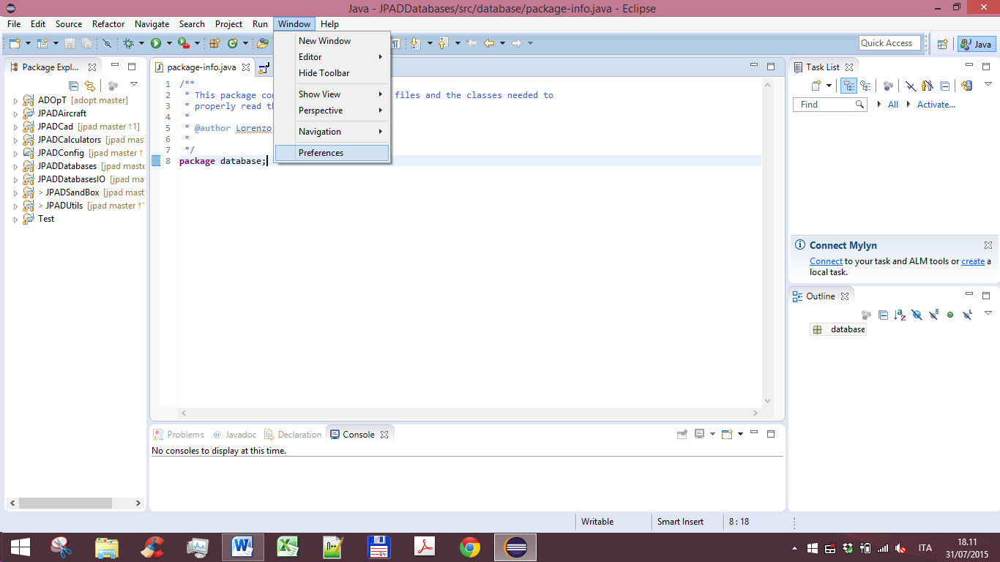 Java - JPADDatabases/src/database/package-info.java - Eclipse
File Edit Source Refactor Navigate Search Project Run Window Help
New Window
Editor
Hide Toolbar
Show View
Perspective
Navigation
Preferences
Quick Access
Java
Package Expl...
ADOpT [adopt master]
JPADAircraft
JPADCad [jpad master ↑1]
JPADCalculators [jpad mas
JPADConfig [jpad master ↑
JPADDatabases [jpad maste
JPADDatabasesIO [jpad ma
> JPADSandBox [jpad mast
> JPADUtils [jpad master ↑
Test
package-info.java
1 /**
2 * This package con files and the classes needed to
3 * properly read th
4 *
5 * @author Lorenzo
6 *
7 */
8 package database;
Task List
Find All Activate...
Connect Mylyn
Connect to your task and ALM tools or create a
local task.
Outline
database
Problems @ Javadoc Declaration Console
No consoles to display at this time.
Writable Smart Insert 8 : 18
ITA
18.11
31/07/2015